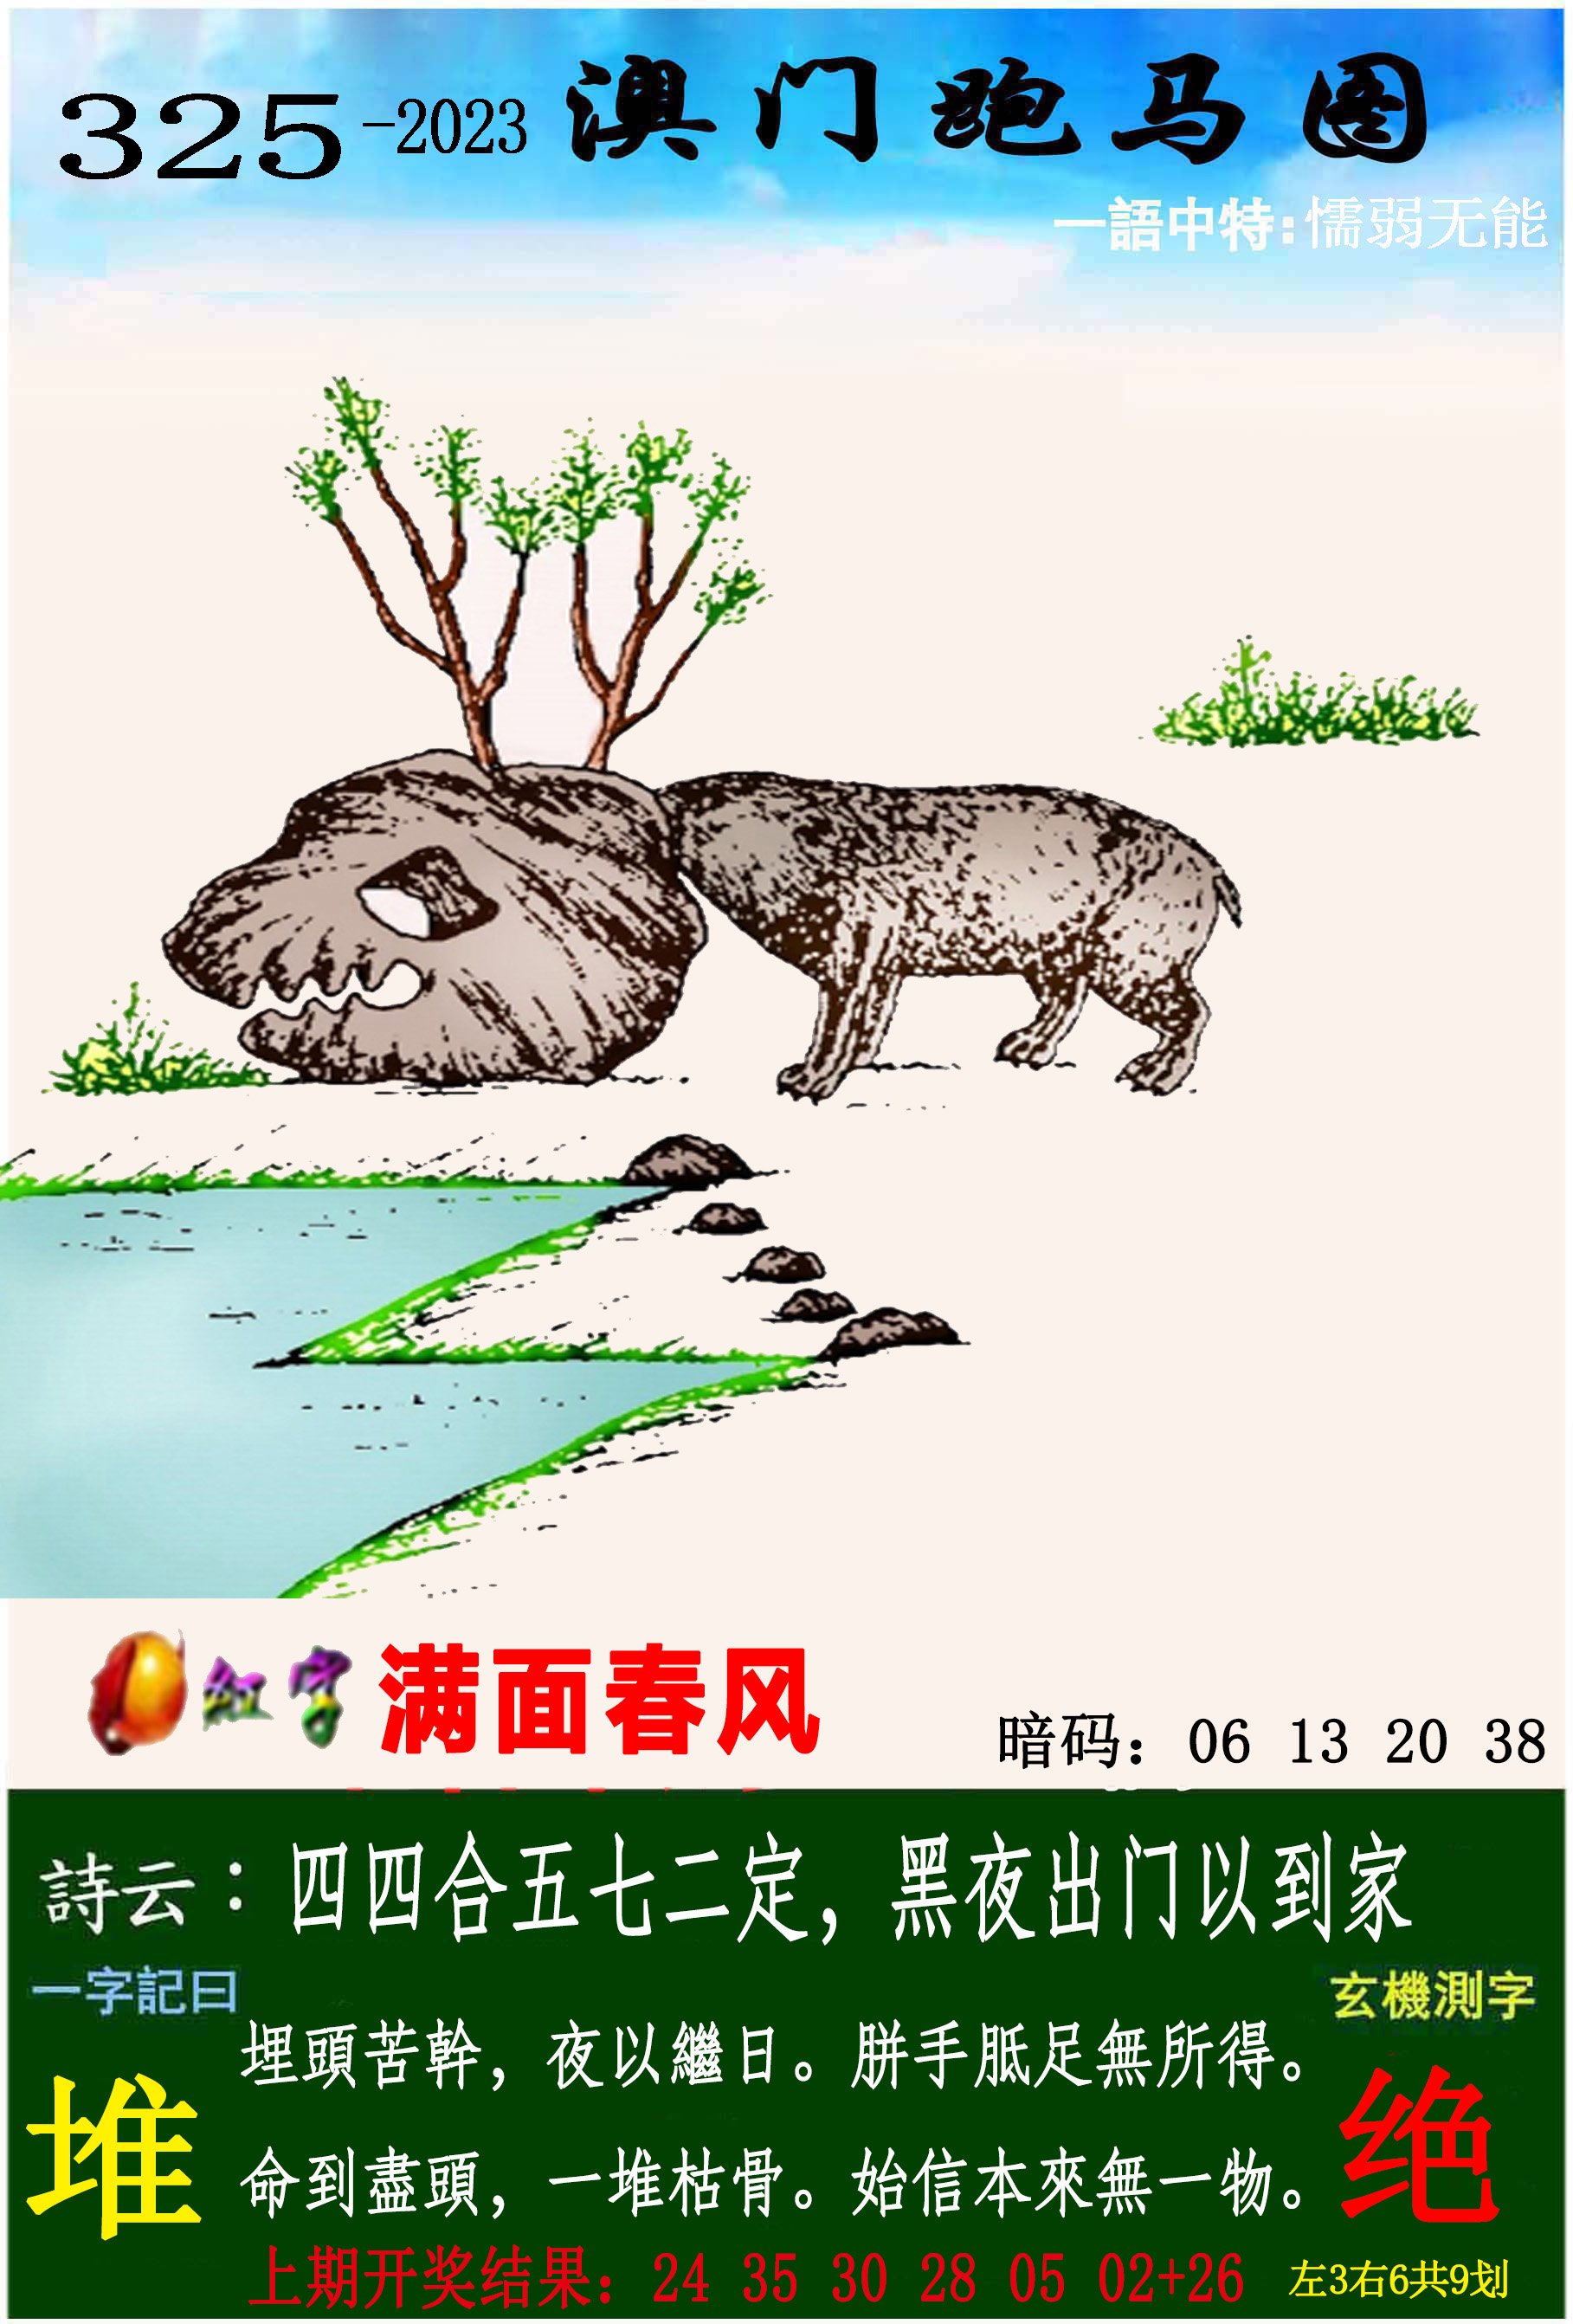 325-2023 澳门跑马图
一語中特:懦弱无能
红字 满面春风
暗码：06 13 20 38
詩云：四四合五七二定，黑夜出门以到家
一字記曰
玄機測字
埋頭苦幹，夜以繼日。胼手胝足無所得。
堆
绝
命到盡頭，一堆枯骨。始信本來無一物。
上期开奖结果：24 35 30 28 05 02+26
左3右6共9划